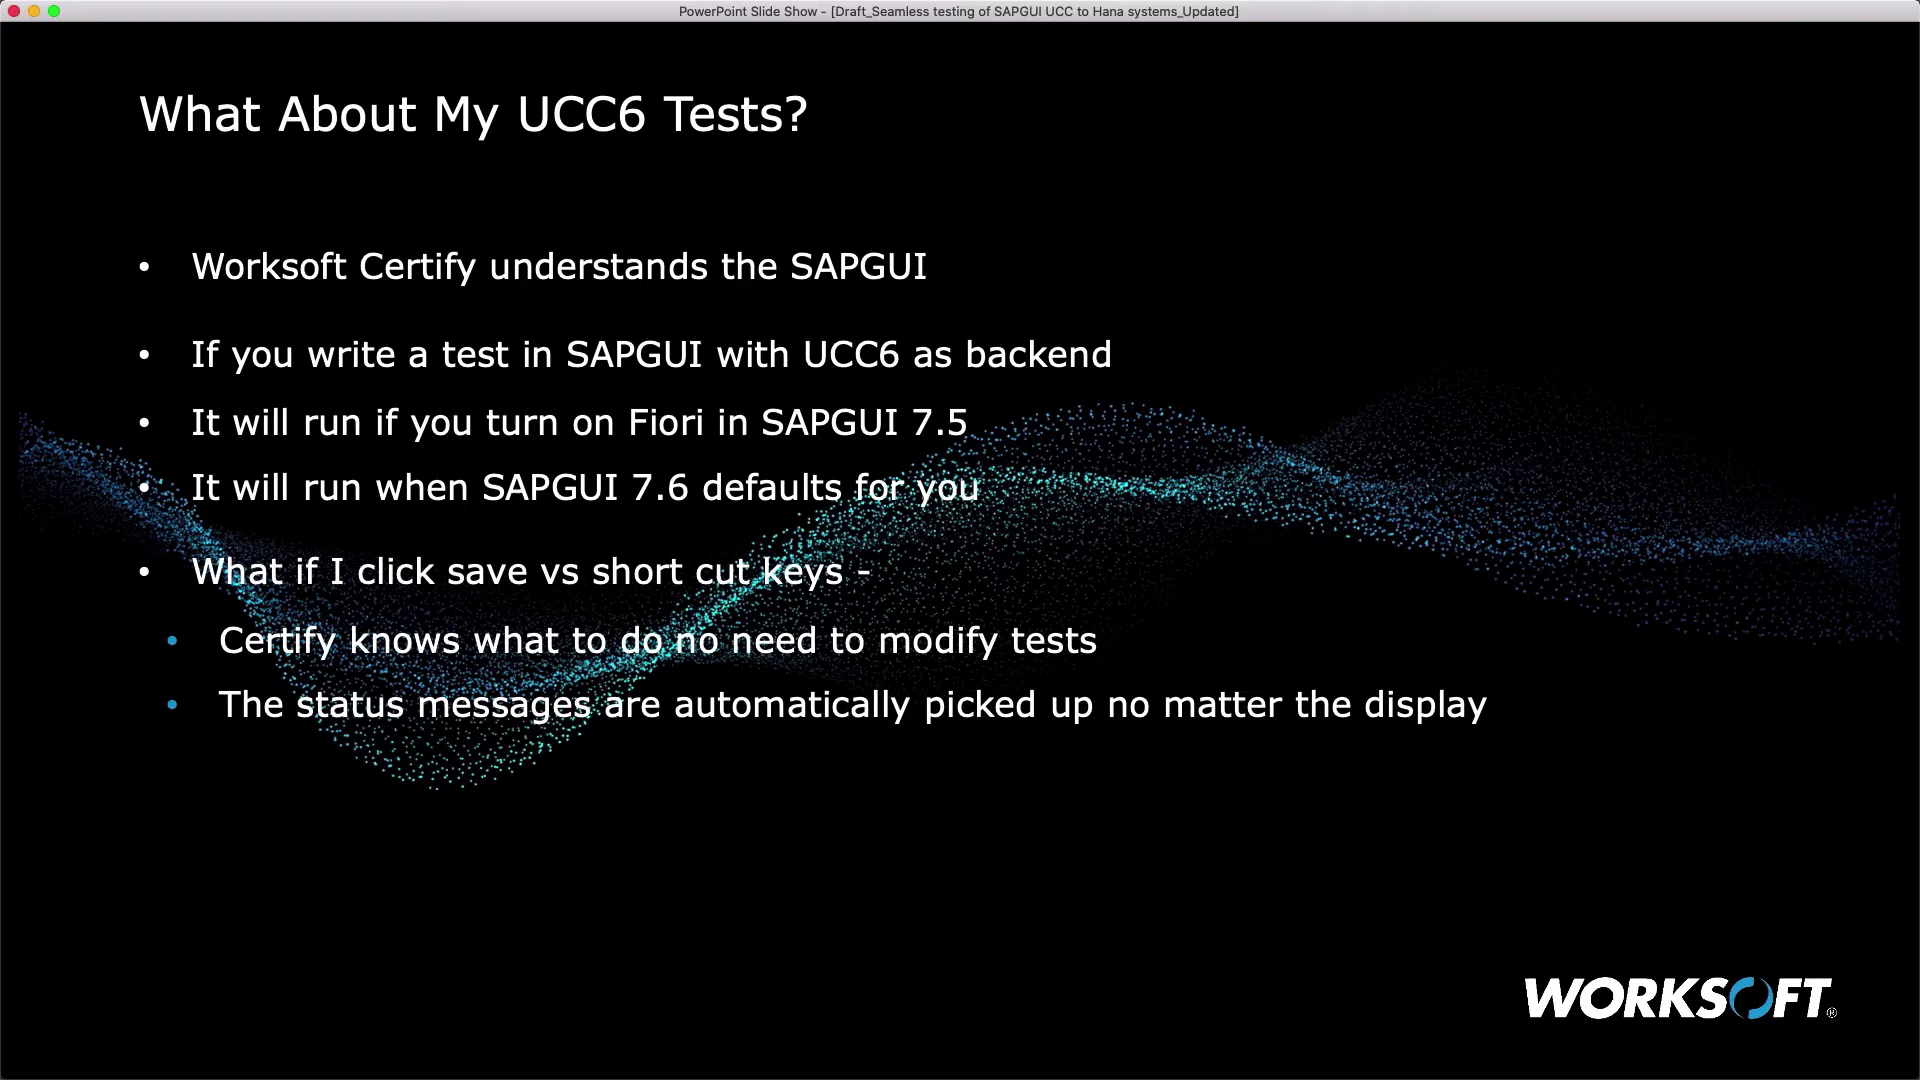 PowerPoint Slide Show - [Draft_Seamless testing of SAPGUI UCC to Hana systems_Updated]
What About My UCC6 Tests?
• Worksoft Certify understands the SAPGUI
• If you write a test in SAPGUI with UCC6 as backend
• It will run if you turn on Fiori in SAPGUI 7.5
• It will run when SAPGUI 7.6 defaults for you
• What if I click save vs short cut keys -
• Certify knows what to do no need to modify tests
• The status messages are automatically picked up no matter the display
WORKSOFT®